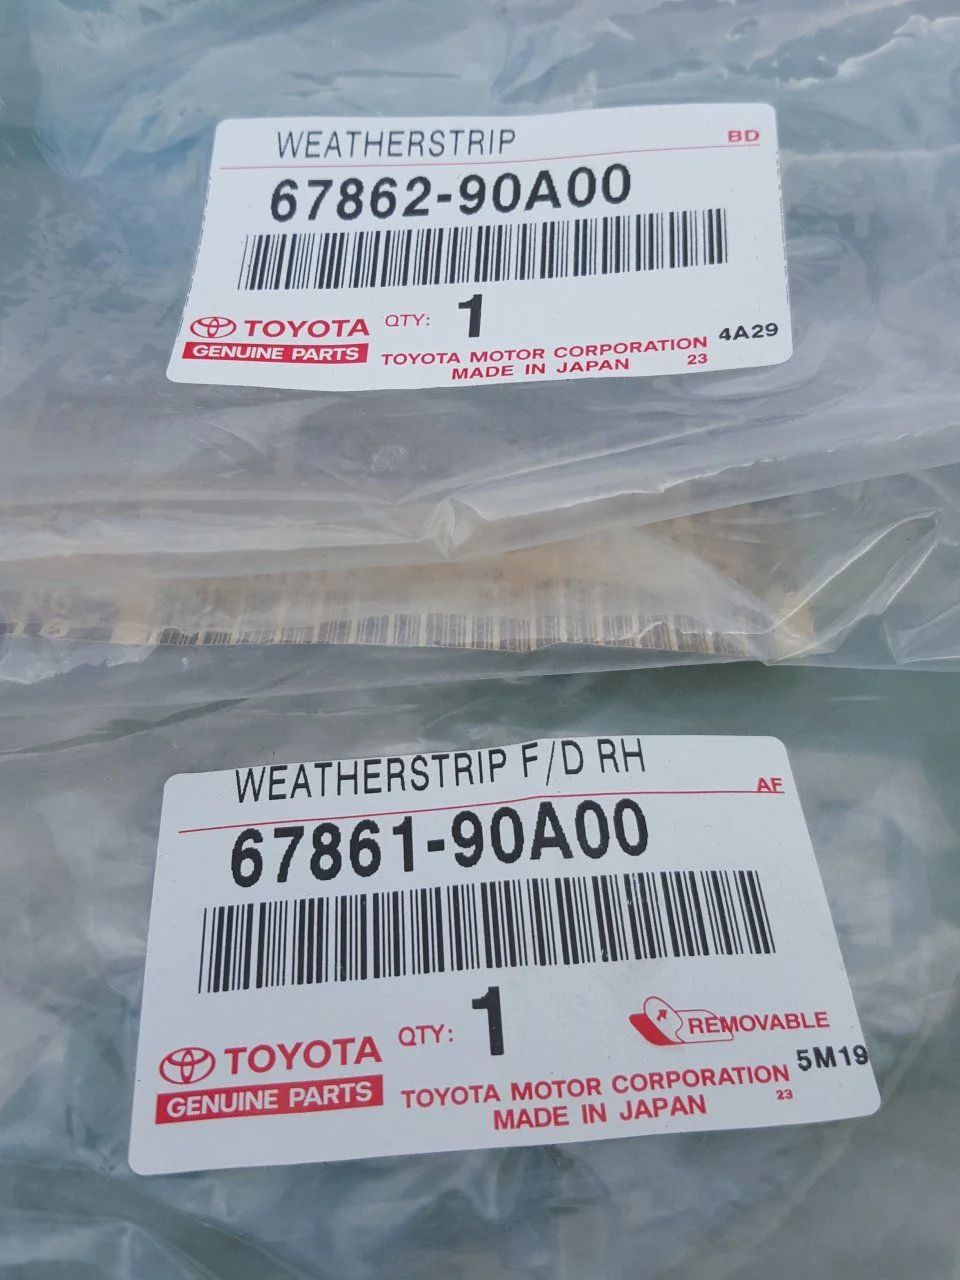 WEATHERSTRIP
BD
67862-90A00
TOYOTA QTY: 1
GENUINE PARTS
TOYOTA MOTOR CORPORATION 4A29
MADE IN JAPAN 23
WEATHERSTRIP F/D RH
AF
67861-90A00
QTY: 1
REMOVABLE
TOYOTA
GENUINE PARTS
TOYOTA MOTOR CORPORATION 5M19
MADE IN JAPAN 23